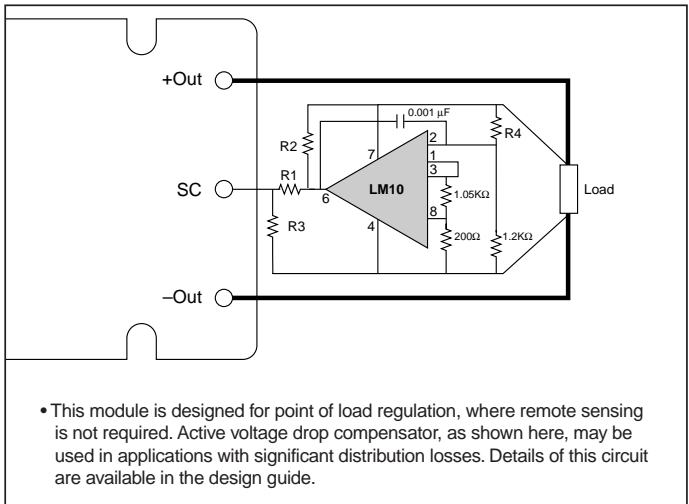 +Out
0.001 µF
R2
R4
2
7
1
3
R1
SC
LM10
Load
6
1.05KΩ
8
R3
4
200Ω
1.2KΩ
–Out
• This module is designed for point of load regulation, where remote sensing
is not required. Active voltage drop compensator, as shown here, may be
used in applications with significant distribution losses. Details of this circuit
are available in the design guide.